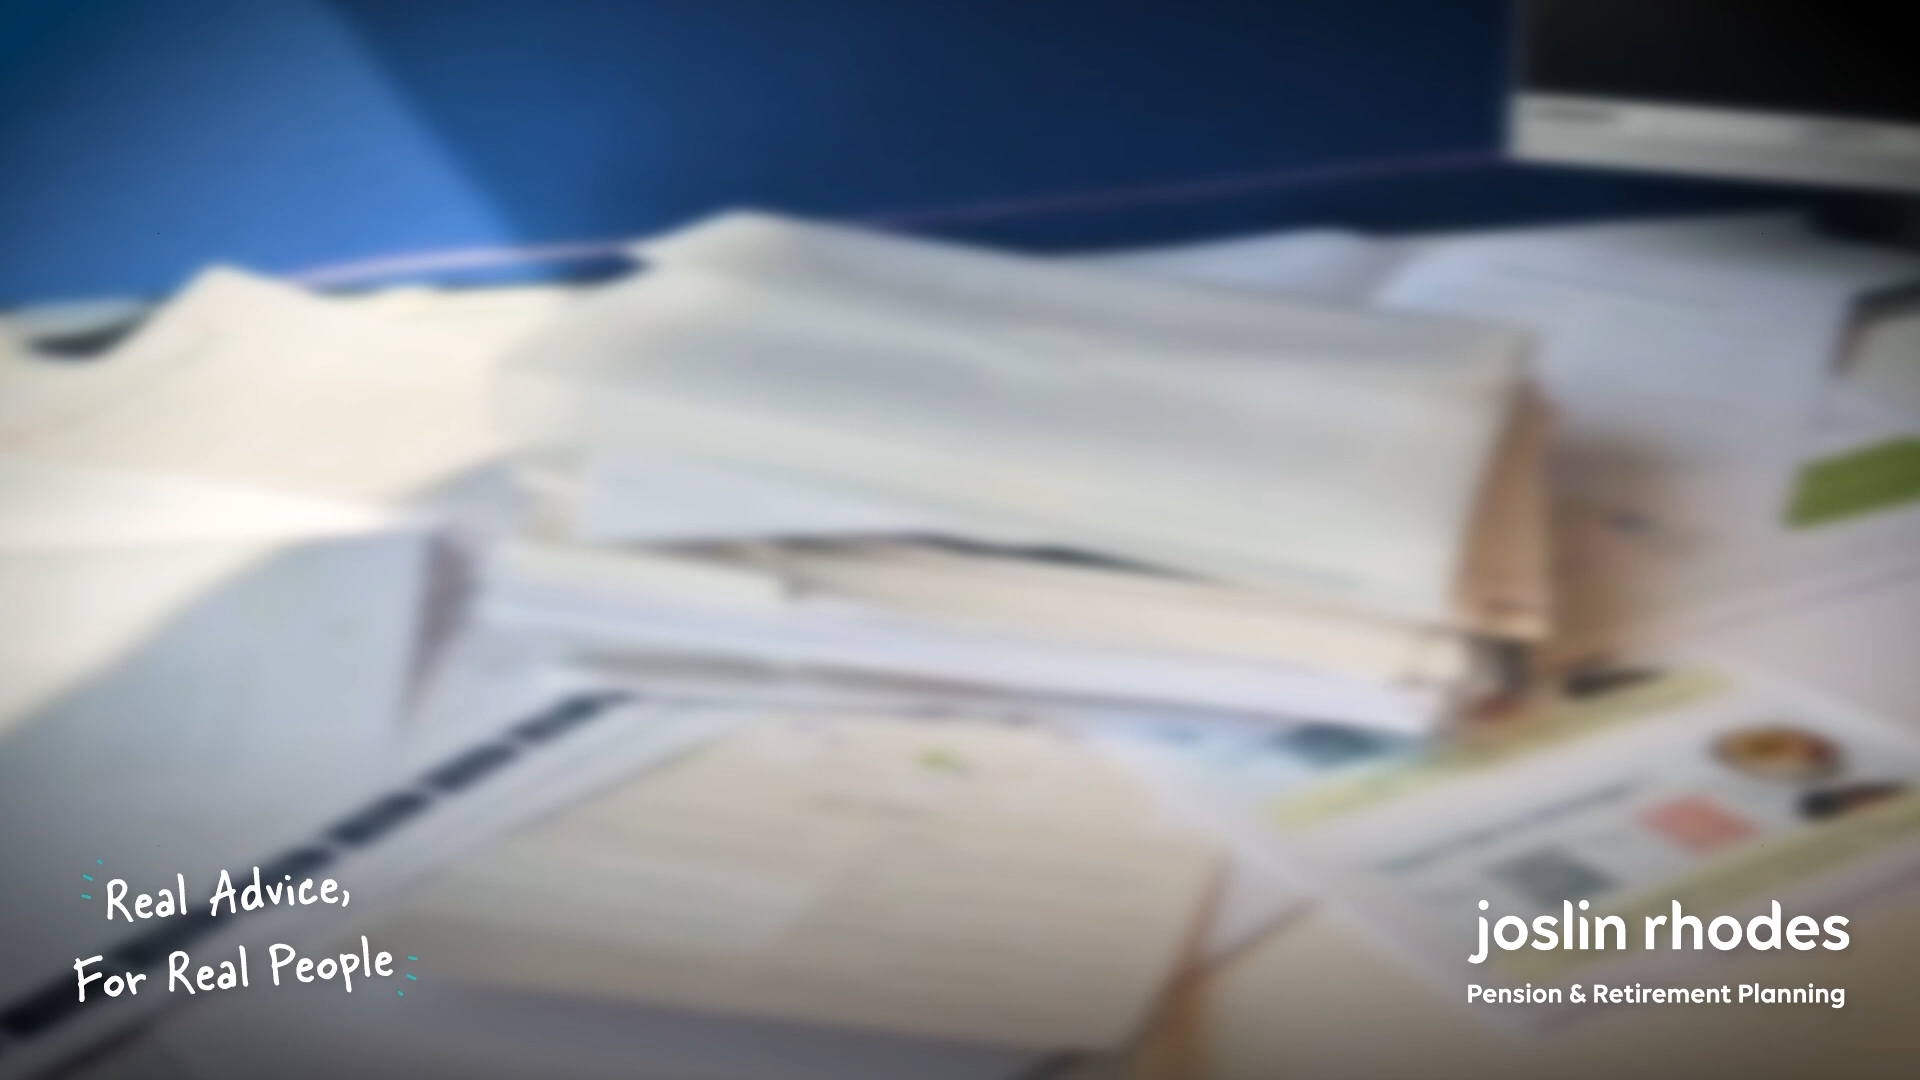 Real Advice,
For Real People
joslin rhodes
Pension & Retirement Planning